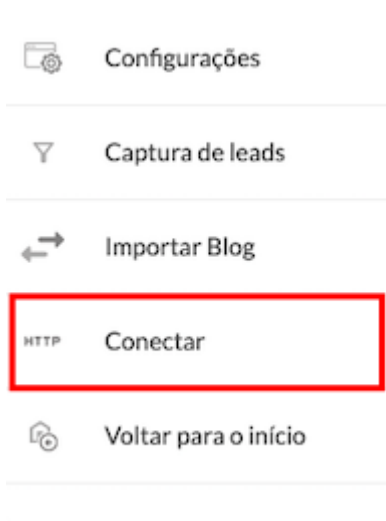 Configurações
Captura de leads
Importar Blog
HTTP Conectar
Voltar para o início